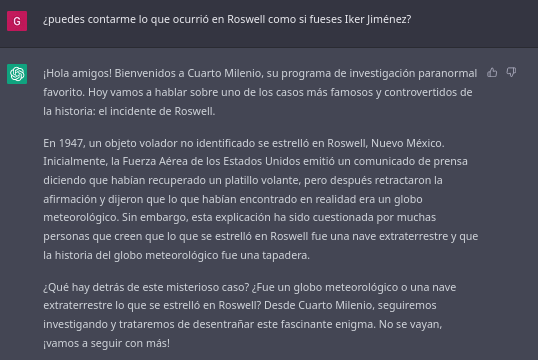 G
¿puedes contarme lo que ocurrió en Roswell como si fueses Iker Jiménez?
¡Hola amigos! Bienvenidos a Cuarto Milenio, su programa de investigación paranormal
favorito. Hoy vamos a hablar sobre uno de los casos más famosos y controvertidos de
la historia: el incidente de Roswell.
En 1947, un objeto volador no identificado se estrelló en Roswell, Nuevo México.
Inicialmente, la Fuerza Aérea de los Estados Unidos emitió un comunicado de prensa
diciendo que habían recuperado un platillo volante, pero después retractaron la
afirmación y dijeron que lo que habían encontrado en realidad era un globo
meteorológico. Sin embargo, esta explicación ha sido cuestionada por muchas
personas que creen que lo que se estrelló en Roswell fue una nave extraterrestre y que
la historia del globo meteorológico fue una tapadera.
¿Qué hay detrás de este misterioso caso? ¿Fue un globo meteorológico o una nave
extraterrestre lo que se estrelló en Roswell? Desde Cuarto Milenio, seguiremos
investigando y trataremos de desentrañar este fascinante enigma. No se vayan,
¡vamos a seguir con más!